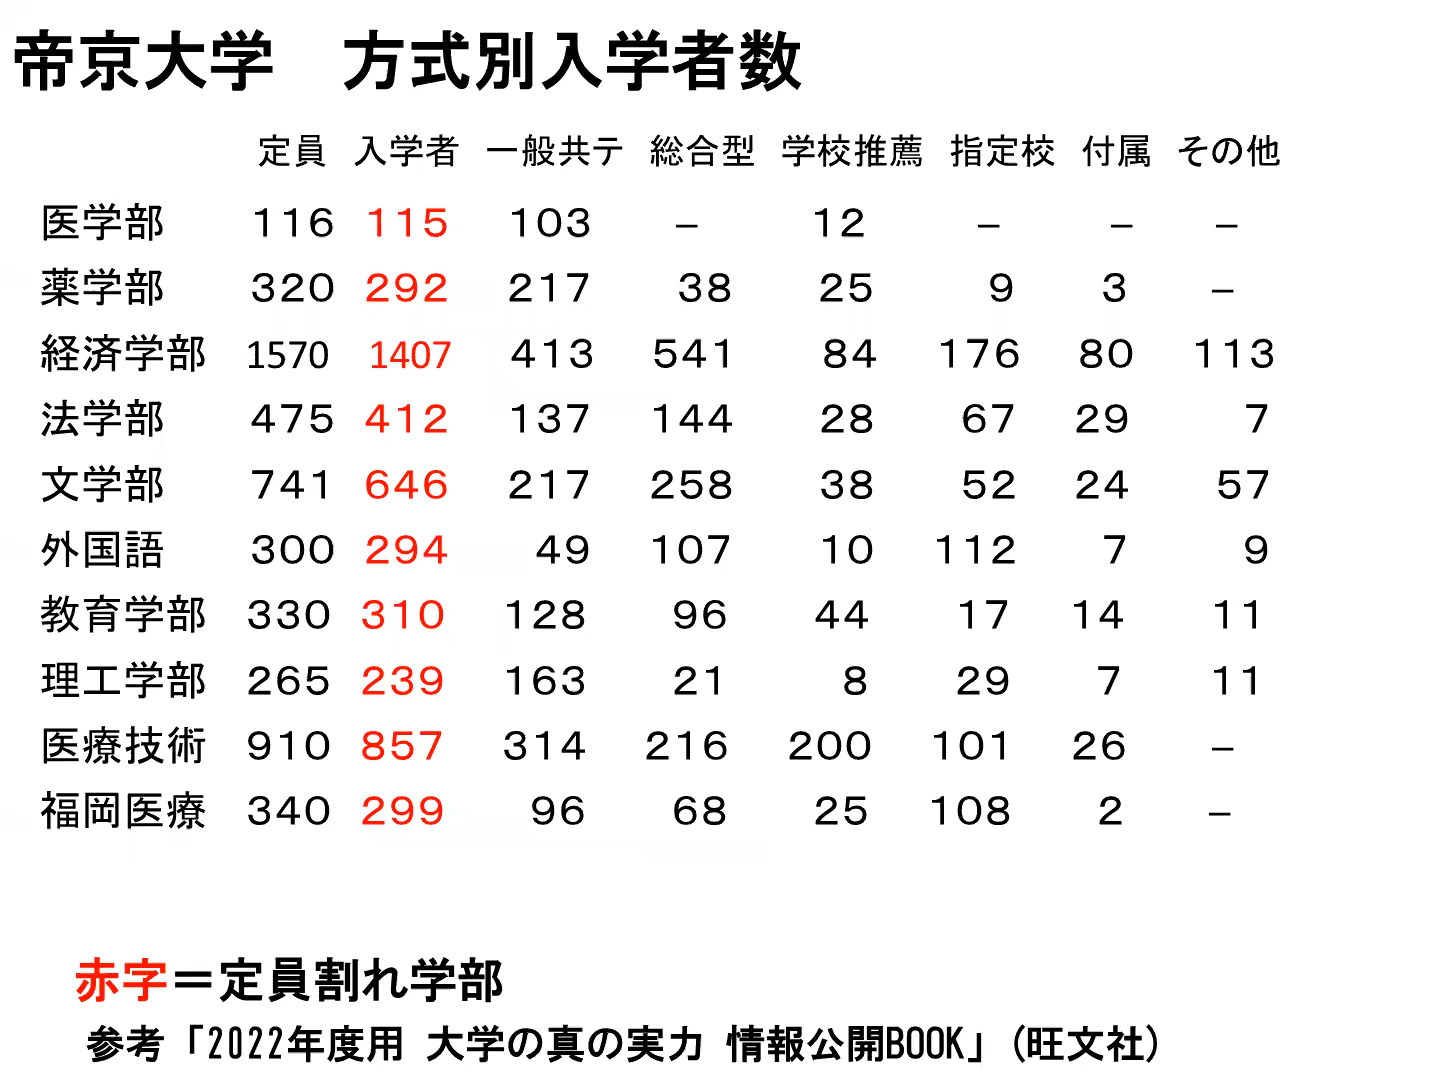 帝京大学　方式別入学者数
定員 入学者 一般共テ 総合型 学校推薦 指定校 付属 その他
医学部 116 115 103 – 12 – – –
薬学部 320 292 217 38 25 9 3 –
経済学部 1570 1407 413 541 84 176 80 113
法学部 475 412 137 144 28 67 29 7
文学部 741 646 217 258 38 52 24 57
外国語 300 294 49 107 10 112 7 9
教育学部 330 310 128 96 44 17 14 11
理工学部 265 239 163 21 8 29 7 11
医療技術 910 857 314 216 200 101 26 –
福岡医療 340 299 96 68 25 108 2 –
赤字＝定員割れ学部
参考「2022年度用 大学の真の実力 情報公開BOOK」(旺文社)